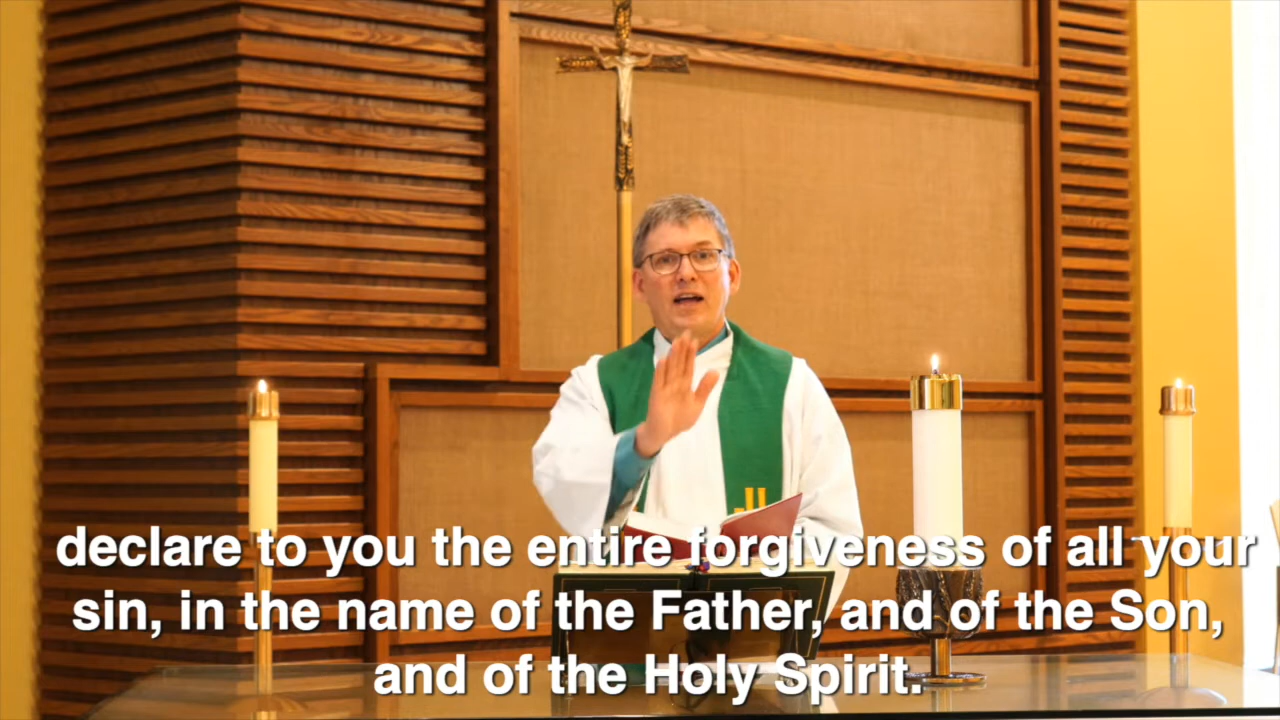 declare to you the entire forgiveness of all your
sin, in the name of the Father, and of the Son,
and of the Holy Spirit.